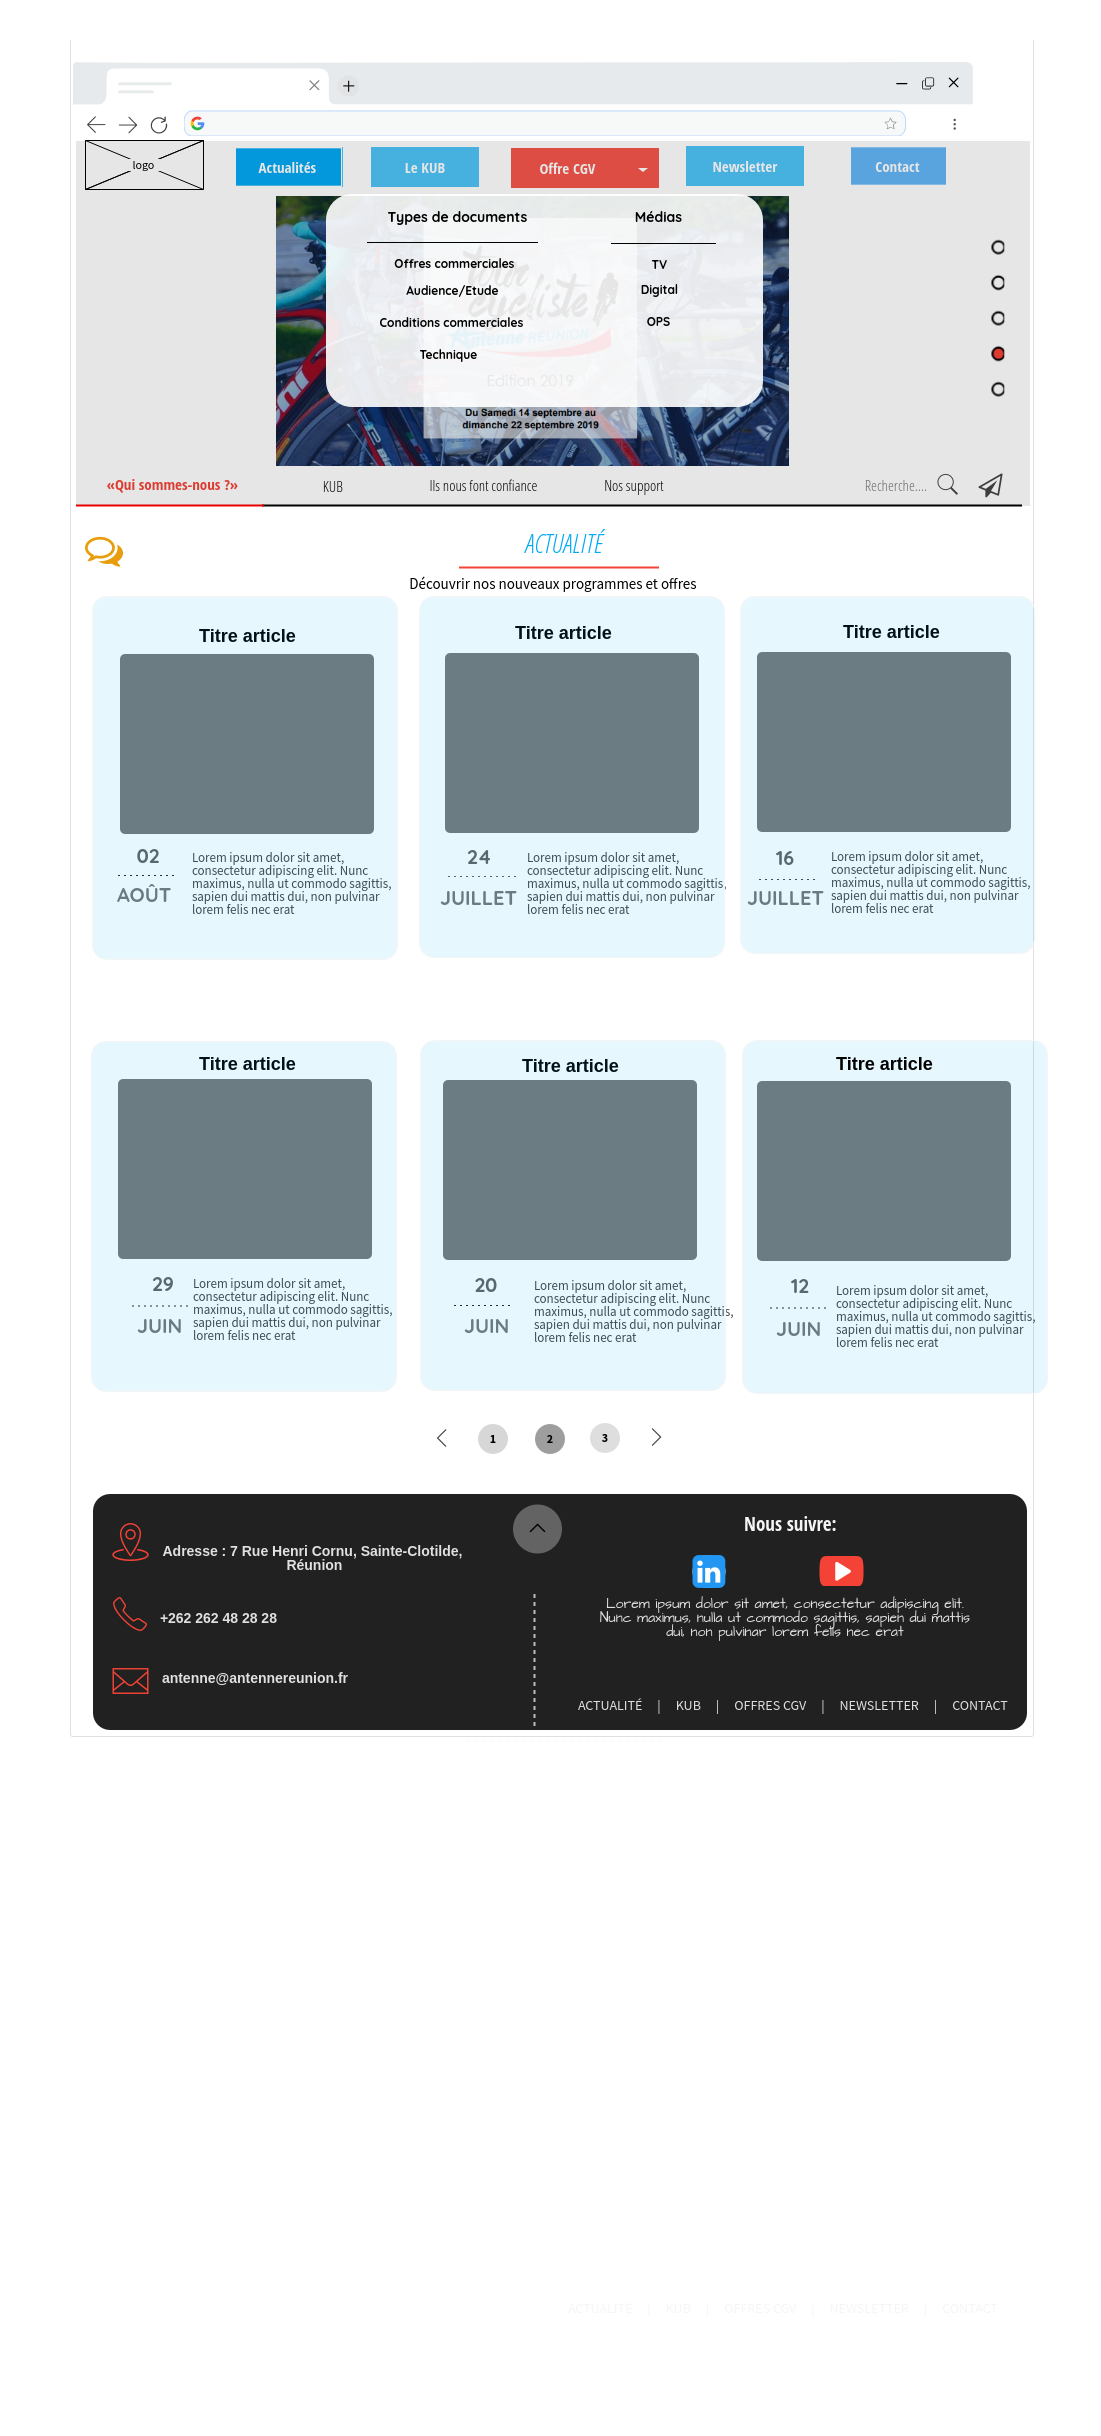 logo
Actualités
Le KUB
Offre CGV
Newsletter
Contact
Types de documents
Médias
Offres commerciales
TV
Audience/Etude
Digital
Conditions commerciales
OPS
Technique
tour
cycliste
Antenne REUNION
Edition 2019
Du Samedi 14 septembre au
dimanche 22 septembre 2019
«Qui sommes-nous ?»
KUB
Ils nous font confiance
Nos support
Recherche....
ACTUALITÉ
Découvrir nos nouveaux programmes et offres
Titre article
02
AOÛT
Lorem ipsum dolor sit amet,
consectetur adipiscing elit. Nunc
maximus, nulla ut commodo sagittis,
sapien dui mattis dui, non pulvinar
lorem felis nec erat
Titre article
24
JUILLET
Lorem ipsum dolor sit amet,
consectetur adipiscing elit. Nunc
maximus, nulla ut commodo sagittis,
sapien dui mattis dui, non pulvinar
lorem felis nec erat
Titre article
16
JUILLET
Lorem ipsum dolor sit amet,
consectetur adipiscing elit. Nunc
maximus, nulla ut commodo sagittis,
sapien dui mattis dui, non pulvinar
lorem felis nec erat
Titre article
29
JUIN
Lorem ipsum dolor sit amet,
consectetur adipiscing elit. Nunc
maximus, nulla ut commodo sagittis,
sapien dui mattis dui, non pulvinar
lorem felis nec erat
Titre article
20
JUIN
Lorem ipsum dolor sit amet,
consectetur adipiscing elit. Nunc
maximus, nulla ut commodo sagittis,
sapien dui mattis dui, non pulvinar
lorem felis nec erat
Titre article
12
JUIN
Lorem ipsum dolor sit amet,
consectetur adipiscing elit. Nunc
maximus, nulla ut commodo sagittis,
sapien dui mattis dui, non pulvinar
lorem felis nec erat
1
2
3
Adresse : 7 Rue Henri Cornu, Sainte-Clotilde,
Réunion
+262 262 48 28 28
antenne@antennereunion.fr
Nous suivre:
in
Lorem ipsum dolor sit amet, consectetur adipiscing elit.
Nunc maximus, nulla ut commodo sagittis, sapien dui mattis
dui, non pulvinar lorem felis nec erat
ACTUALITÉ | KUB | OFFRES CGV | NEWSLETTER | CONTACT
ACTUALITÉ | KUB | OFFRES CGV | NEWSLETTER | CONTACT